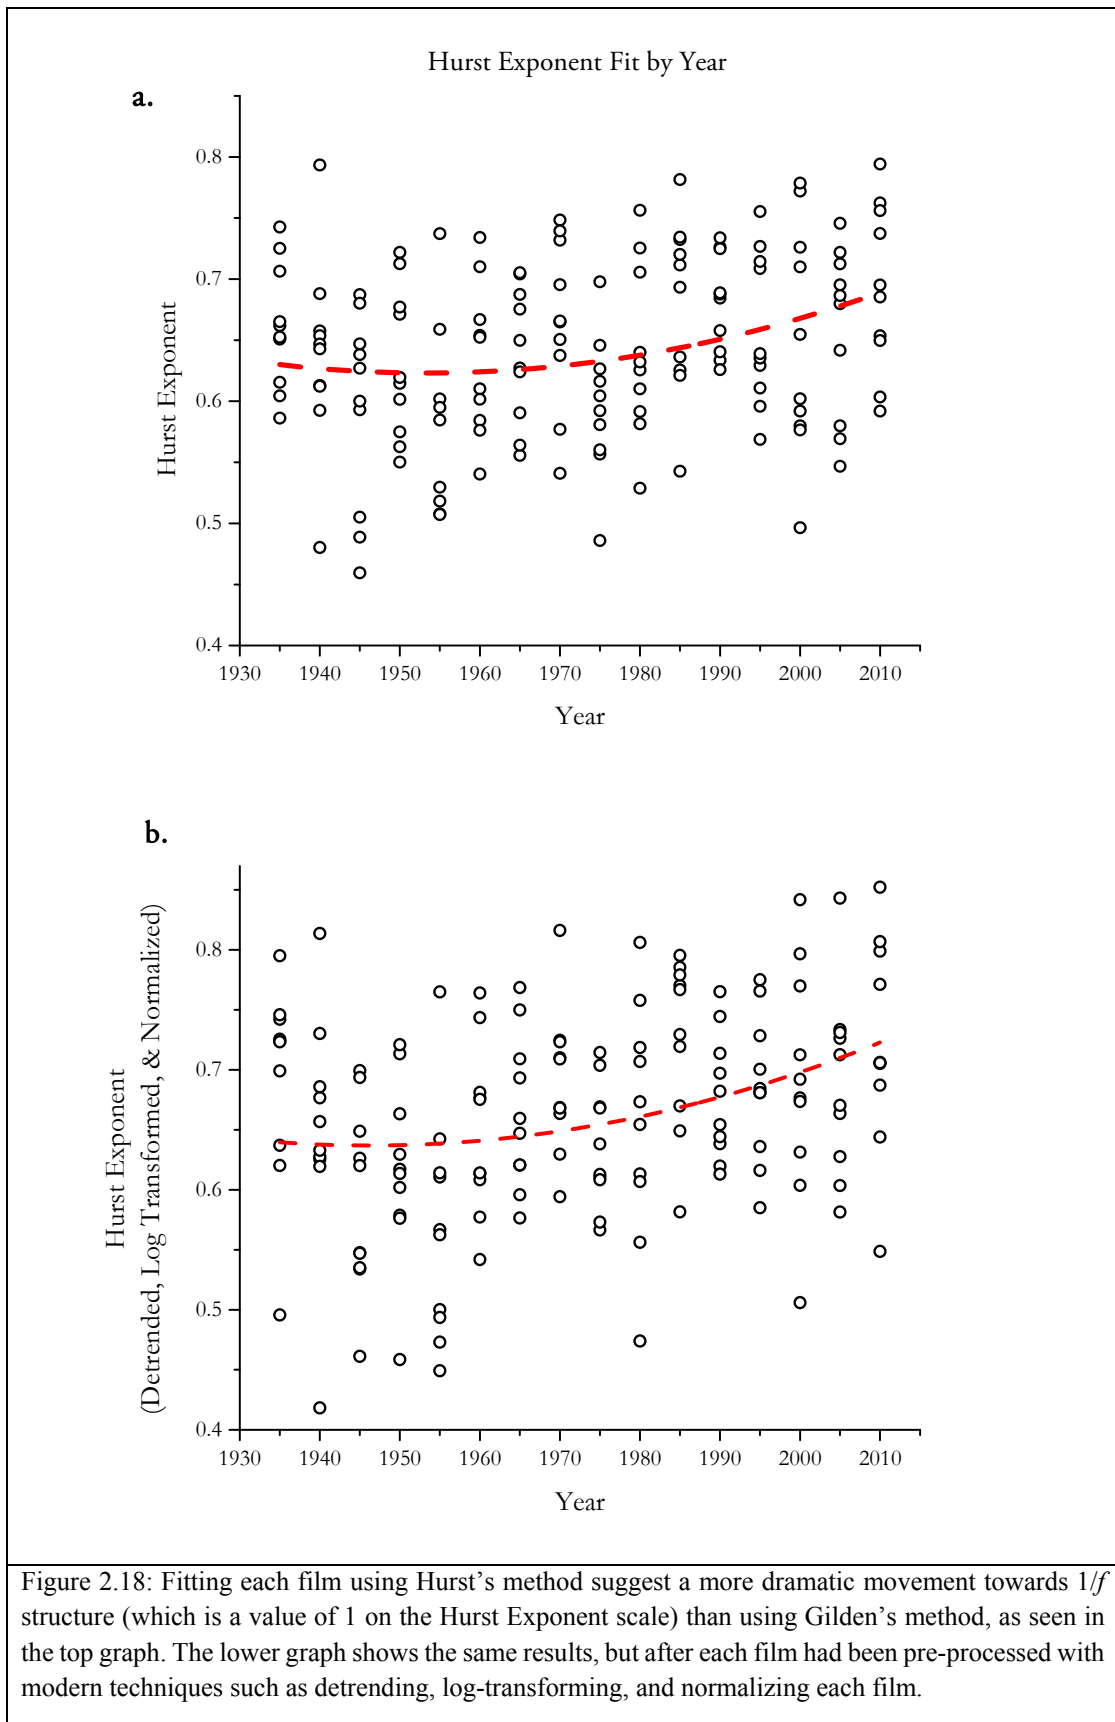 Hurst Exponent Fit by Year
a.
Hurst Exponent
0.8
0.7
0.6
0.5
0.4
1930 1940 1950 1960 1970 1980 1990 2000 2010
Year
b.
Hurst Exponent
(Detrended, Log Transformed, & Normalized)
0.8
0.7
0.6
0.5
0.4
1930 1940 1950 1960 1970 1980 1990 2000 2010
Year
Figure 2.18: Fitting each film using Hurst’s method suggest a more dramatic movement towards 1/f
structure (which is a value of 1 on the Hurst Exponent scale) than using Gilden’s method, as seen in
the top graph. The lower graph shows the same results, but after each film had been pre-processed with
modern techniques such as detrending, log-transforming, and normalizing each film.